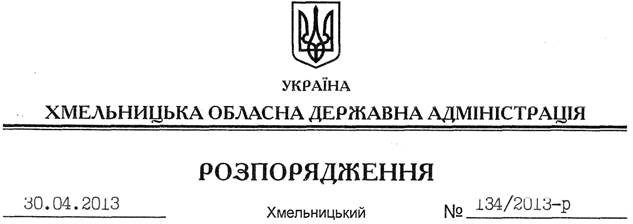 УКРАЇНА
ХМЕЛЬНИЦЬКА ОБЛАСНА ДЕРЖАВНА АДМІНІСТРАЦІЯ
РОЗПОРЯДЖЕННЯ
30.04.2013 Хмельницький № 134/2013-р